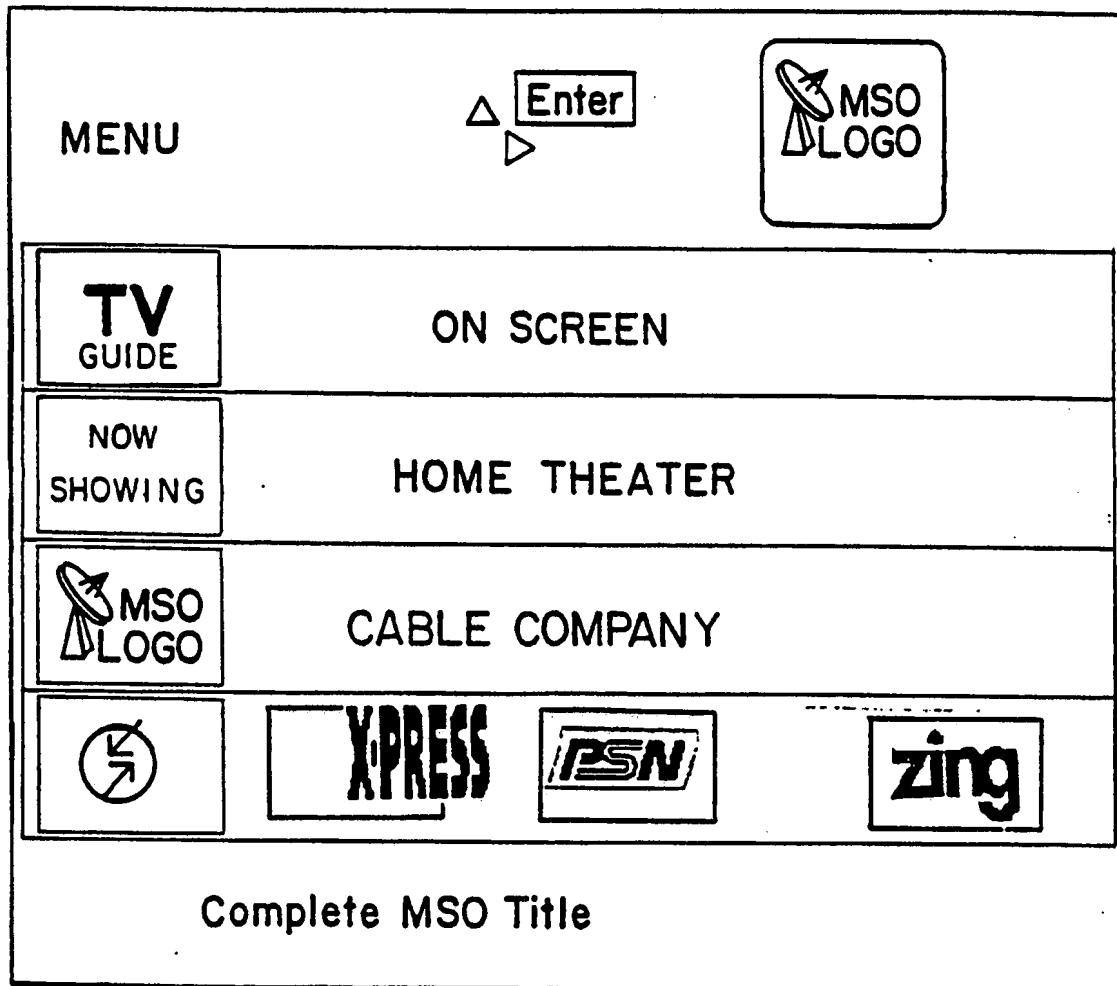 MENU
Enter
MSO
LOGO
TV
GUIDE
ON SCREEN
NOW
SHOWING
HOME THEATER
MSO
LOGO
CABLE COMPANY
X·PRESS
PSN
zing
Complete MSO Title